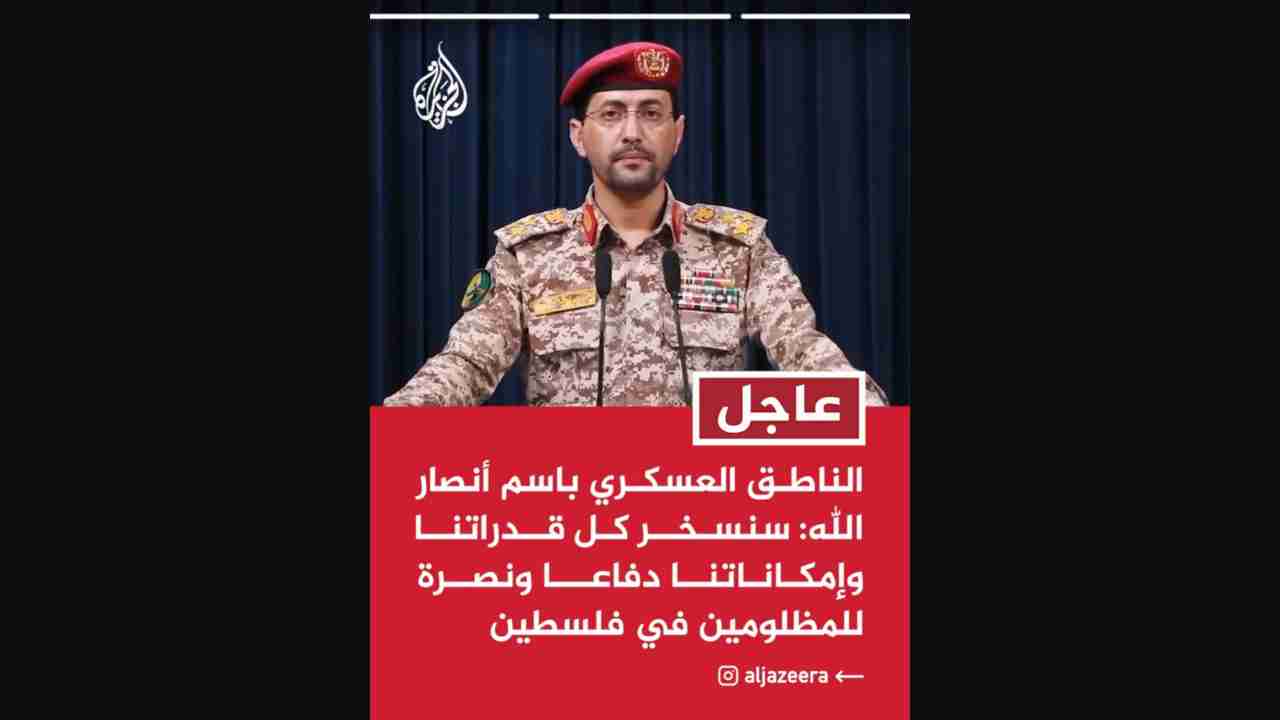 الجزيرة
عاجل
الناطق العسكري باسم أنصار
الله: سنسخر كل قدراتنا
وإمكاناتنا دفاعا ونصرة
للمظلومين في فلسطين
aljazeera